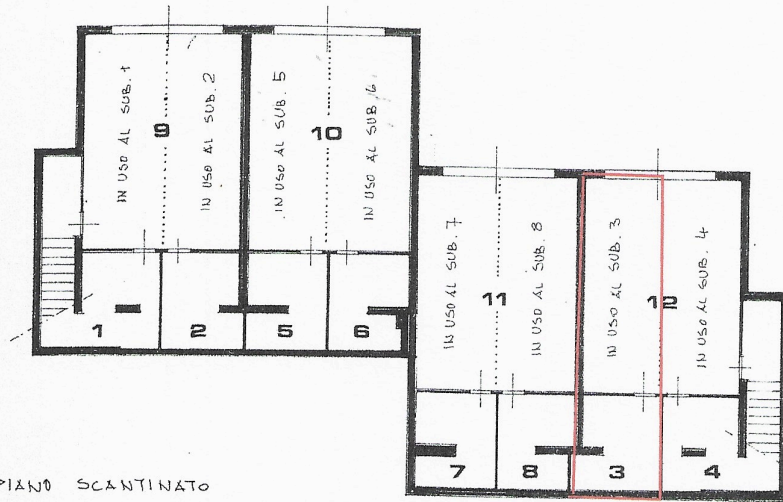 IN USO AL SUB. 1
9
IN USO AL SUB. 2
IN USO AL SUB. 5
10
IN USO AL SUB. 6
1
2
5
6
IN USO AL SUB. 7
11
IN USO AL SUB. 8
IN USO AL SUB. 3
12
IN USO AL SUB. 4
7
8
3
4
PIANO SCANTINATO